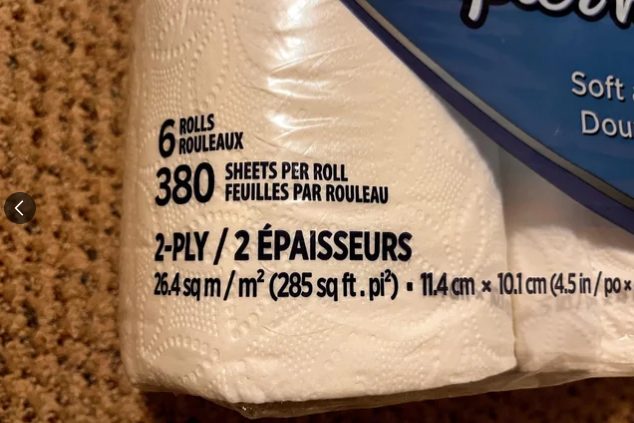 Soft
Dou
6 ROLLS
ROULEAUX
380 SHEETS PER ROLL
FEUILLES PAR ROULEAU
2-PLY / 2 ÉPAISSEURS
26.4 sq m / m² (285 sq ft . pi²) ▪ 11.4 cm × 10.1 cm (4.5 in / po ×